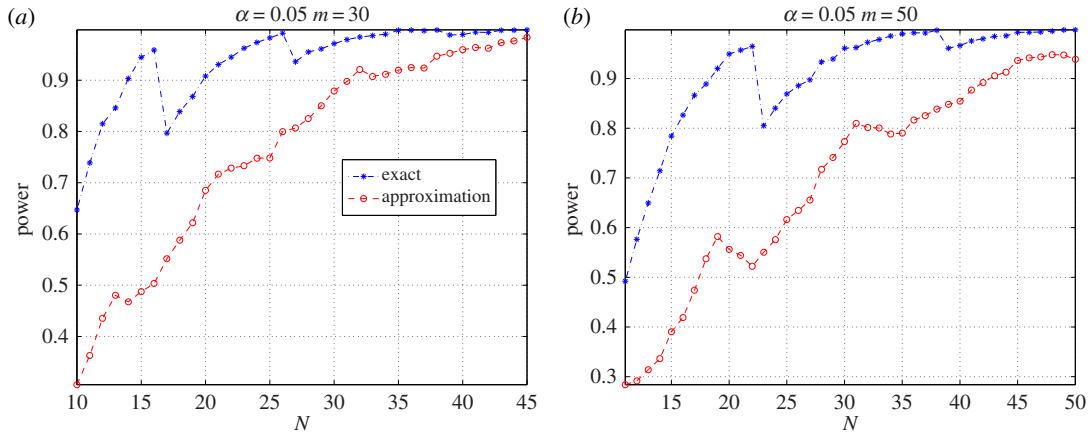 (a)
α = 0.05 m = 30
power
0.9
0.8
0.7
0.6
0.5
0.4
10 15 20 25 30 35 40 45
N
exact
approximation
(b)
α = 0.05 m = 50
power
0.9
0.8
0.7
0.6
0.5
0.4
0.3
15 20 25 30 35 40 45 50
N